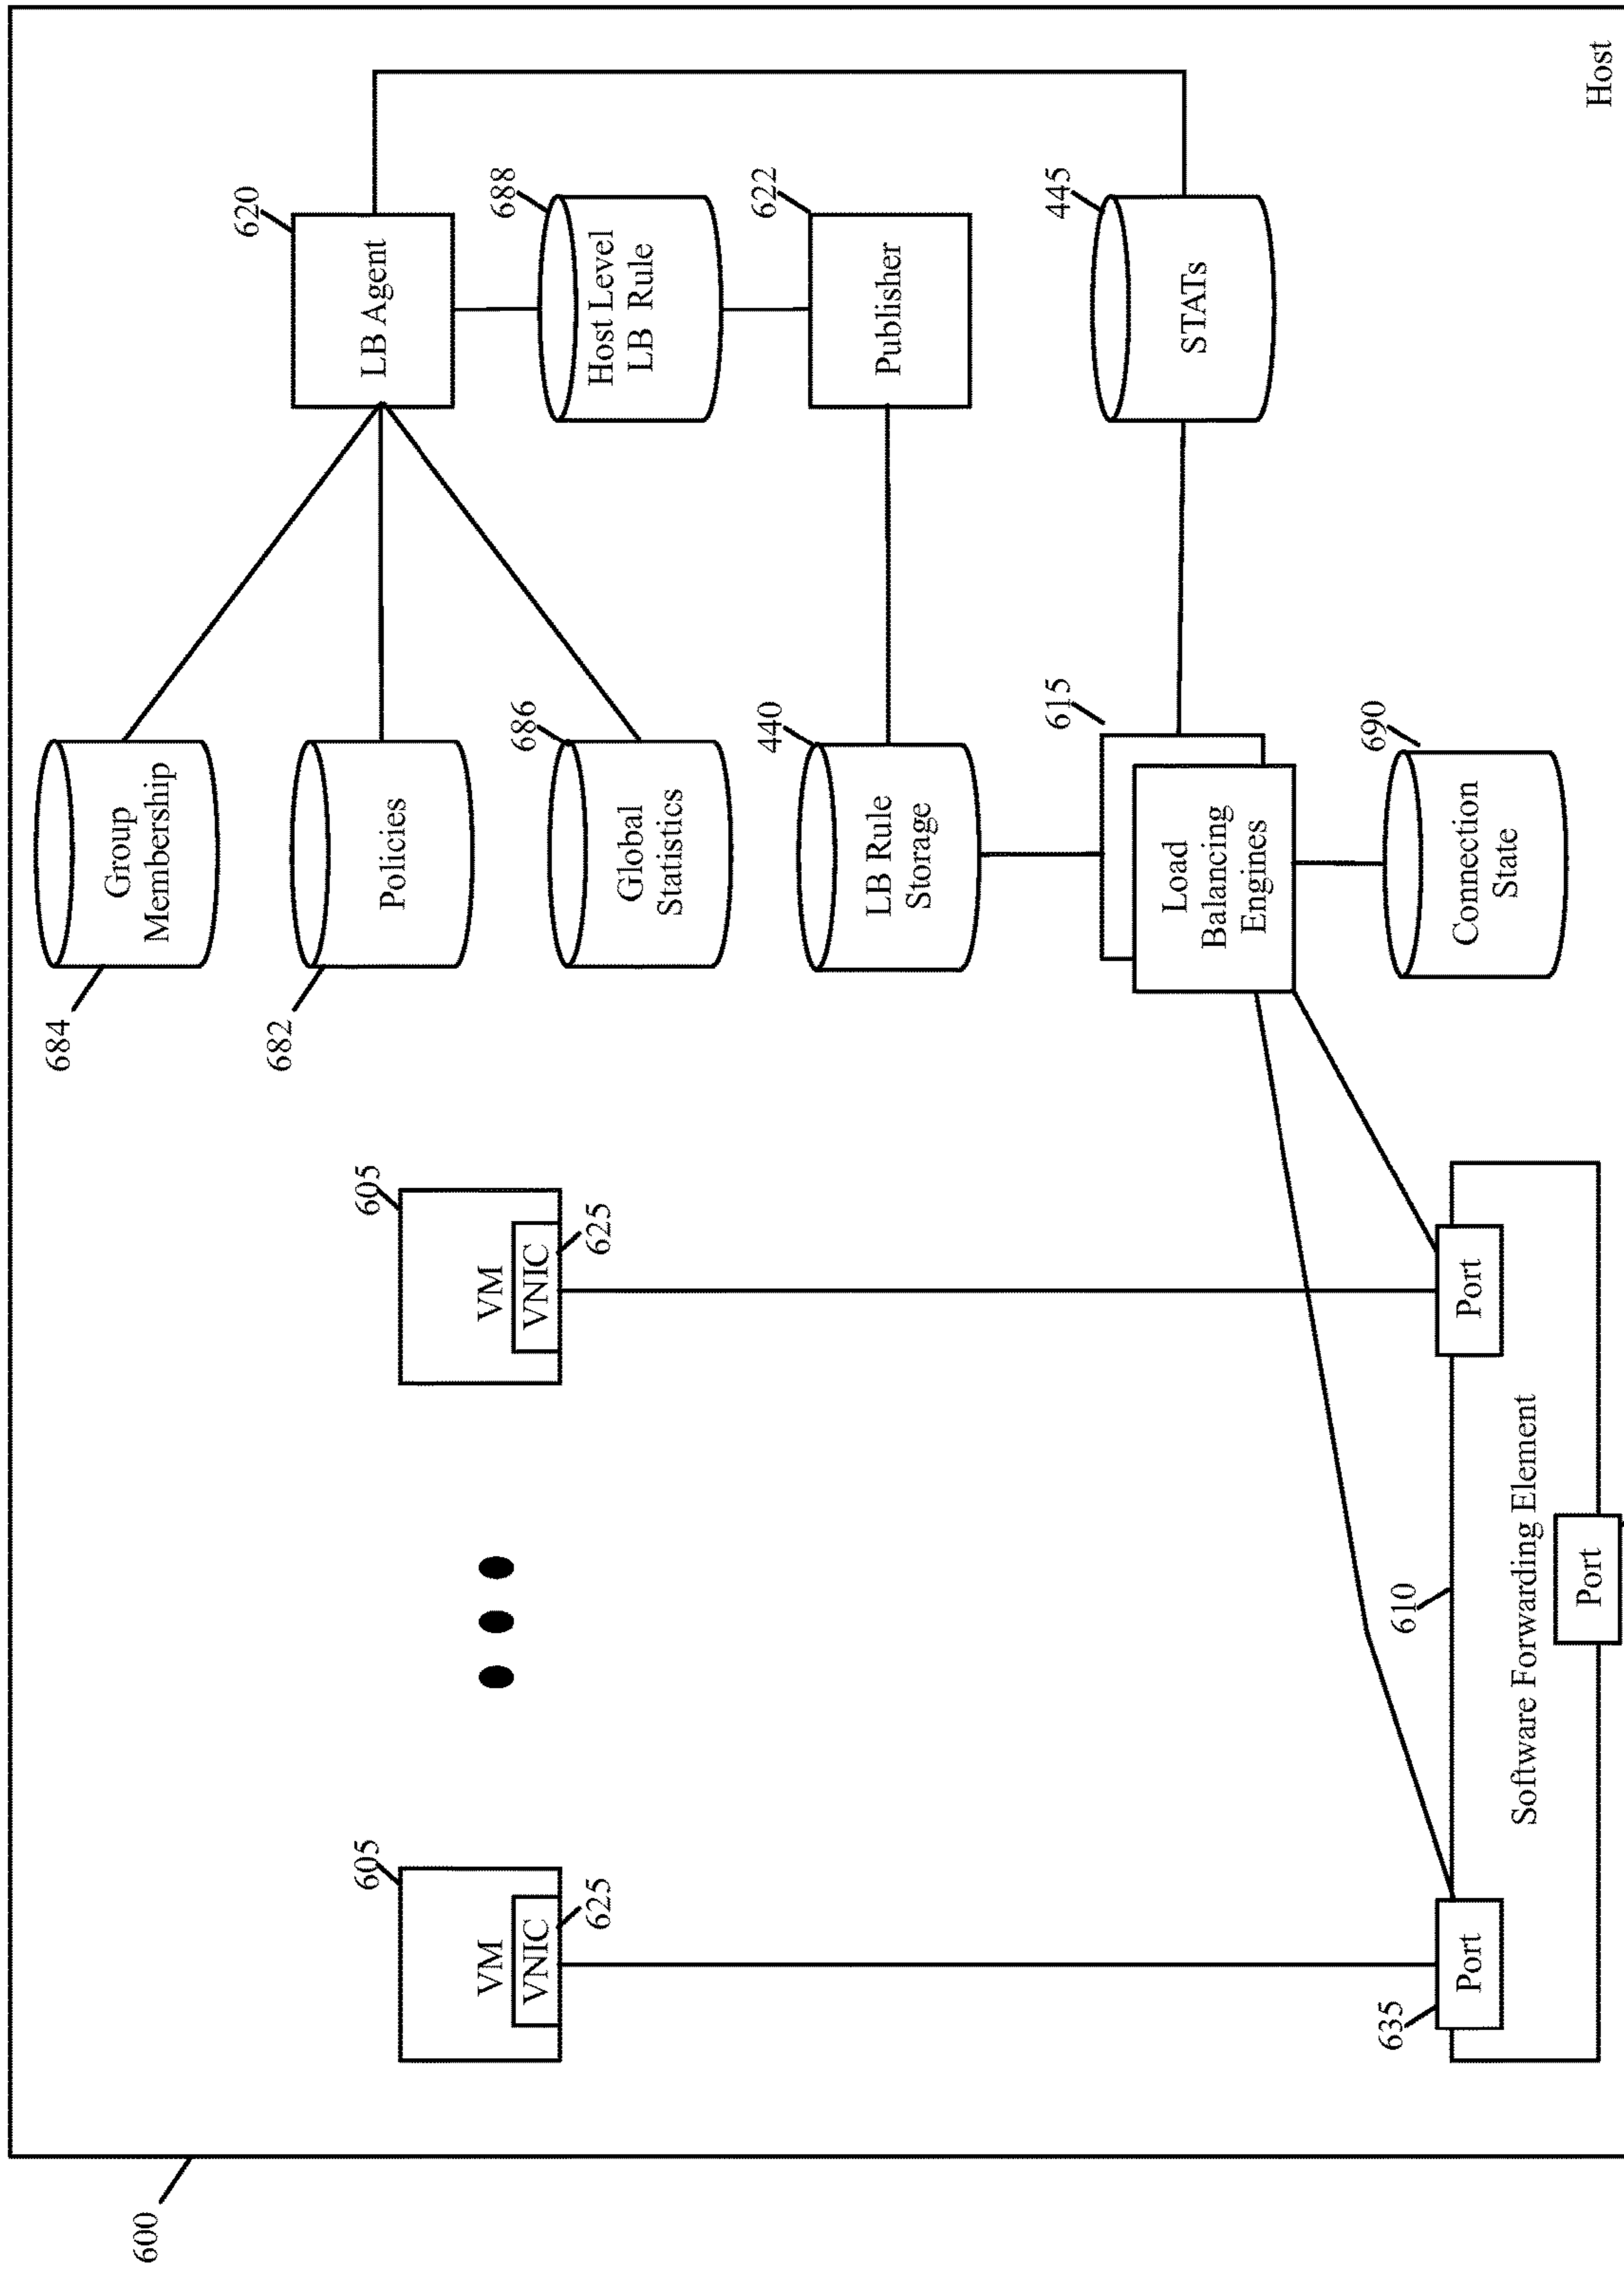 600
Host
684
Group
Membership
682
Policies
686
Global
Statistics
620
LB Agent
688
Host Level
LB Rule
622
Publisher
440
LB Rule
Storage
445
STATs
615
Load
Balancing
Engines
690
Connection
State
605
VM
VNIC
625
605
VM
VNIC
625
635
Port
610
Port
Software Forwarding Element
Port